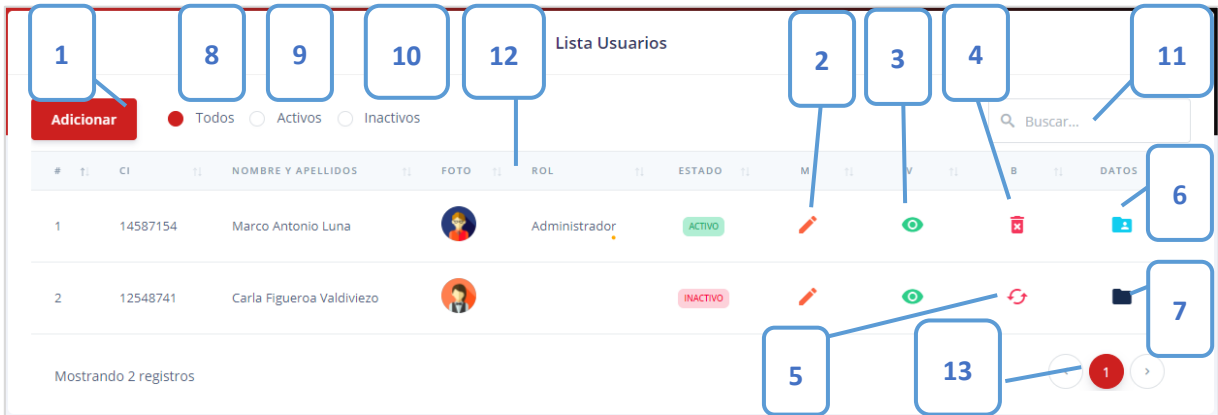 1
8
9
10
12
Lista Usuarios
2
3
4
11
Adicionar
Todos
Activos
Inactivos
Buscar...
# CI NOMBRE Y APELLIDOS FOTO ROL ESTADO M V B DATOS
6
1 14587154 Marco Antonio Luna Administrador ACTIVO
2 12548741 Carla Figueroa Valdiviezo INACTIVO
7
5
13
Mostrando 2 registros
1